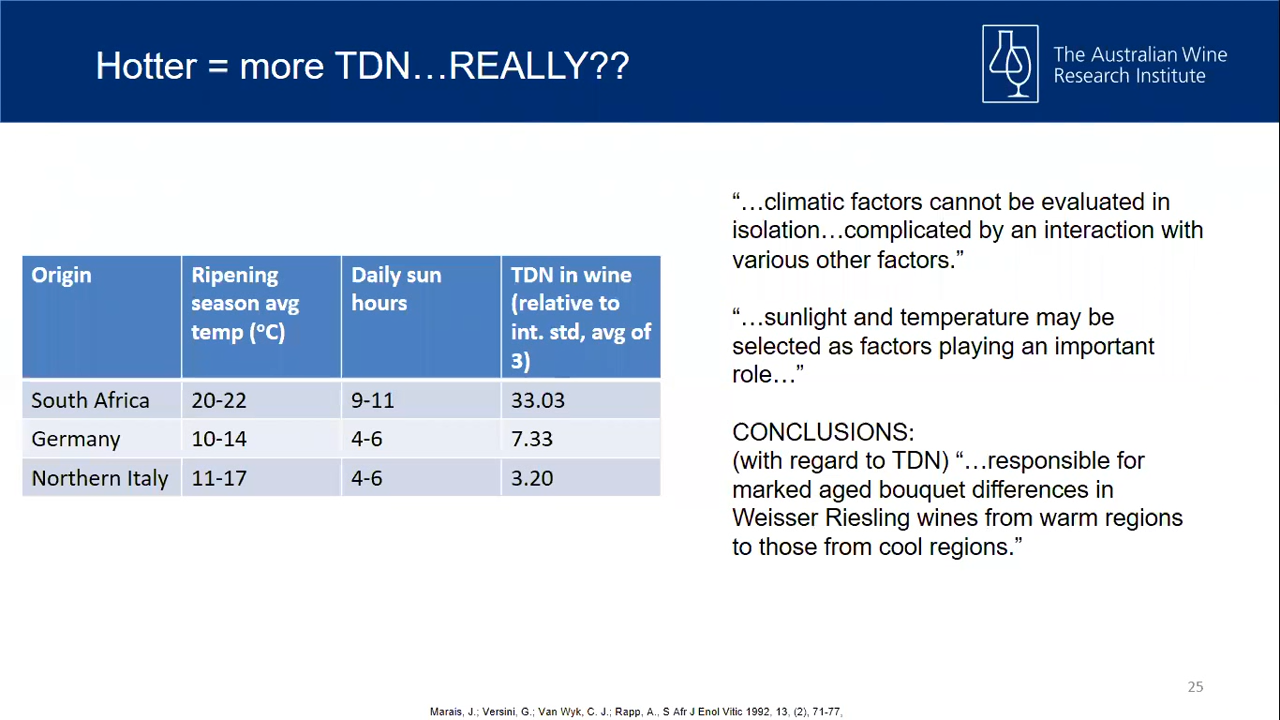 Hotter = more TDN…REALLY??
The Australian Wine
Research Institute
Origin
Ripening
season avg
temp (ºC)
Daily sun
hours
TDN in wine
(relative to
int. std, avg of
3)
South Africa 20-22 9-11 33.03
Germany 10-14 4-6 7.33
Northern Italy 11-17 4-6 3.20
“…climatic factors cannot be evaluated in
isolation…complicated by an interaction with
various other factors.”
“…sunlight and temperature may be
selected as factors playing an important
role…”
CONCLUSIONS:
(with regard to TDN) “…responsible for
marked aged bouquet differences in
Weisser Riesling wines from warm regions
to those from cool regions.”
25
Marais, J.; Versini, G.; Van Wyk, C. J.; Rapp, A., S Afr J Enol Vitic 1992, 13, (2), 71-77,